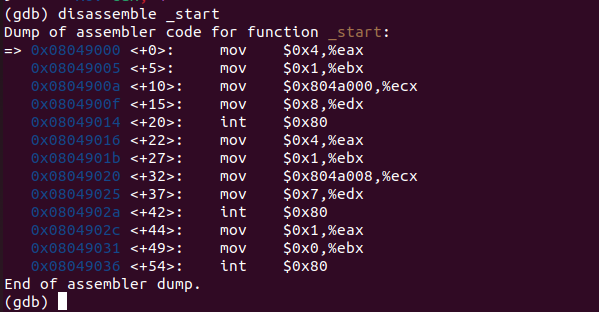 (gdb) disassemble _start
Dump of assembler code for function _start:
=> 0x08049000 <+0>:     mov    $0x4,%eax
   0x08049005 <+5>:     mov    $0x1,%ebx
   0x0804900a <+10>:    mov    $0x804a000,%ecx
   0x0804900f <+15>:    mov    $0x8,%edx
   0x08049014 <+20>:    int    $0x80
   0x08049016 <+22>:    mov    $0x4,%eax
   0x0804901b <+27>:    mov    $0x1,%ebx
   0x08049020 <+32>:    mov    $0x804a008,%ecx
   0x08049025 <+37>:    mov    $0x7,%edx
   0x0804902a <+42>:    int    $0x80
   0x0804902c <+44>:    mov    $0x1,%eax
   0x08049031 <+49>:    mov    $0x0,%ebx
   0x08049036 <+54>:    int    $0x80
End of assembler dump.
(gdb)